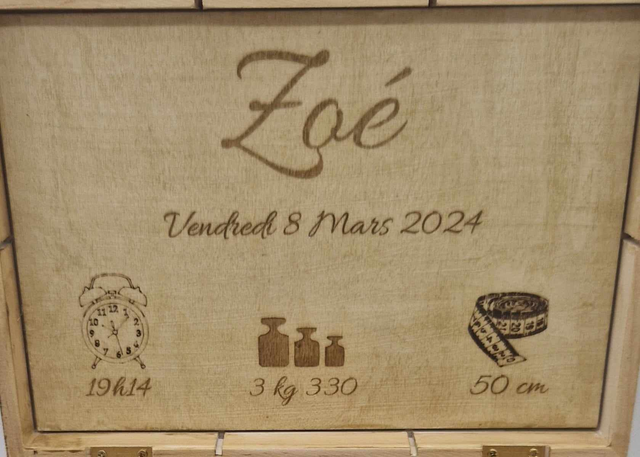 Zoé
Vendredi 8 Mars 2024
19h14
3 kg 330
50 cm